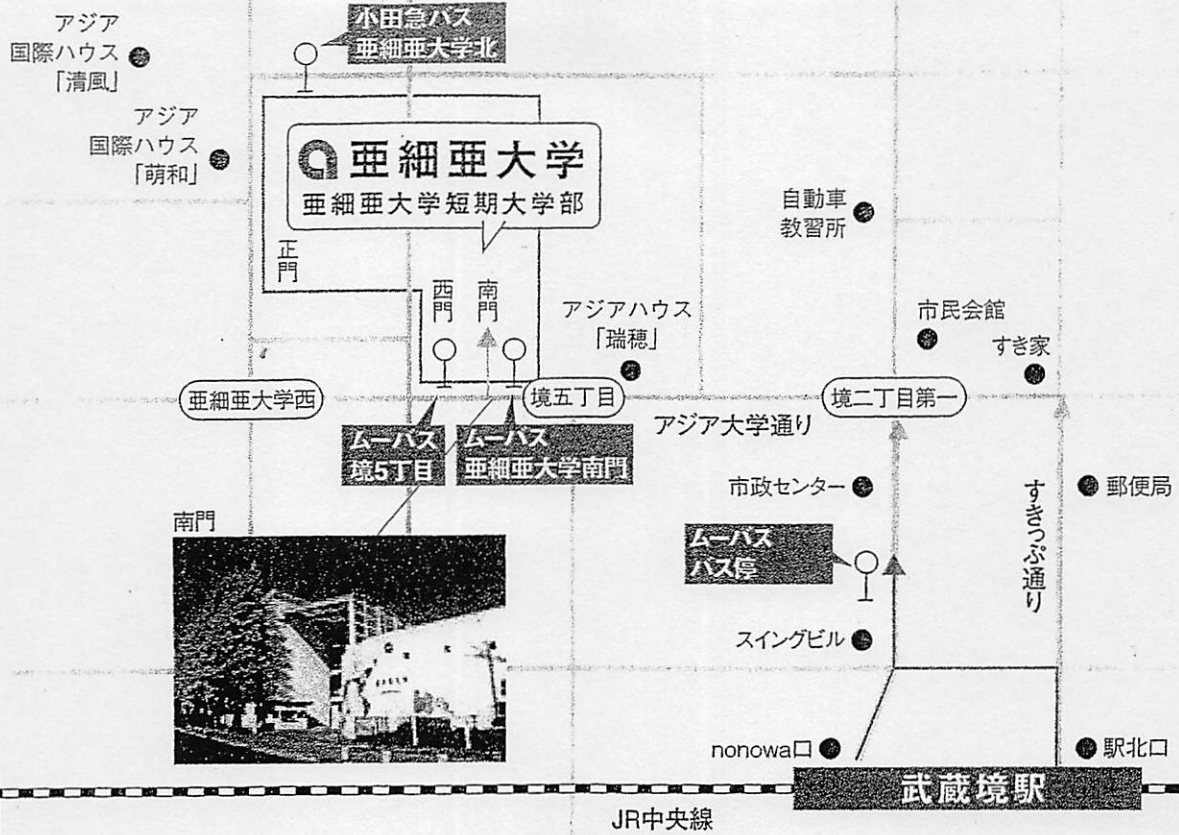 アジア
国際ハウス
「清風」
小田急バス
亜細亜大学北
アジア
国際ハウス
「萌和」
亜細亜大学
亜細亜大学短期大学部
正門
西門
南門
アジアハウス
「瑞穂」
自動車
教習所
市民会館
すき家
亜細亜大学西
境五丁目
境二丁目第一
アジア大学通り
ムーバス
境5丁目
ムーバス
亜細亜大学南門
市政センター
郵便局
すきっぷ通り
南門
ムーバス
バス停
スイングビル
nonowa口
駅北口
武蔵境駅
JR中央線